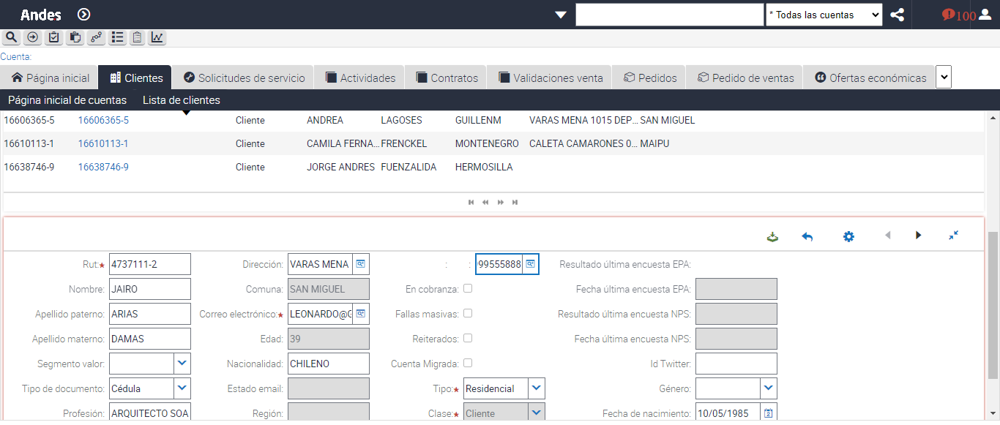 Andes
* Todas las cuentas
100
Cuenta:
Página inicial
Clientes
Solicitudes de servicio
Actividades
Contratos
Validaciones venta
Pedidos
Pedido de ventas
Ofertas económicas
Página inicial de cuentas
Lista de clientes
16606365-5 16606365-5 Cliente ANDREA LAGOSES GUILLENM VARAS MENA 1015 DEP... SAN MIGUEL
16610113-1 16610113-1 Cliente CAMILA FERNA... FRENCKEL MONTENEGRO CALETA CAMARONES 0... MAIPU
16638746-9 16638746-9 Cliente JORGE ANDRES FUENZALIDA HERMOSILLA
Rut:★ 4737111-2 Dirección: VARAS MENA : : 99555888 Resultado última encuesta EPA:
Nombre: JAIRO Comuna: SAN MIGUEL En cobranza: Fecha última encuesta EPA:
Apellido paterno: ARIAS Correo electrónico:★ LEONARDO@G Fallas masivas: Resultado última encuesta NPS:
Apellido materno: DAMAS Edad: 39 Reiterados: Fecha última encuesta NPS:
Segmento valor: Nacionalidad: CHILENO Cuenta Migrada: Id Twitter:
Tipo de documento: Cédula Estado email: Tipo:★ Residencial Género:
Profesión: ARQUITECTO SOA Región: Clase:★ Cliente Fecha de nacimiento: 10/05/1985